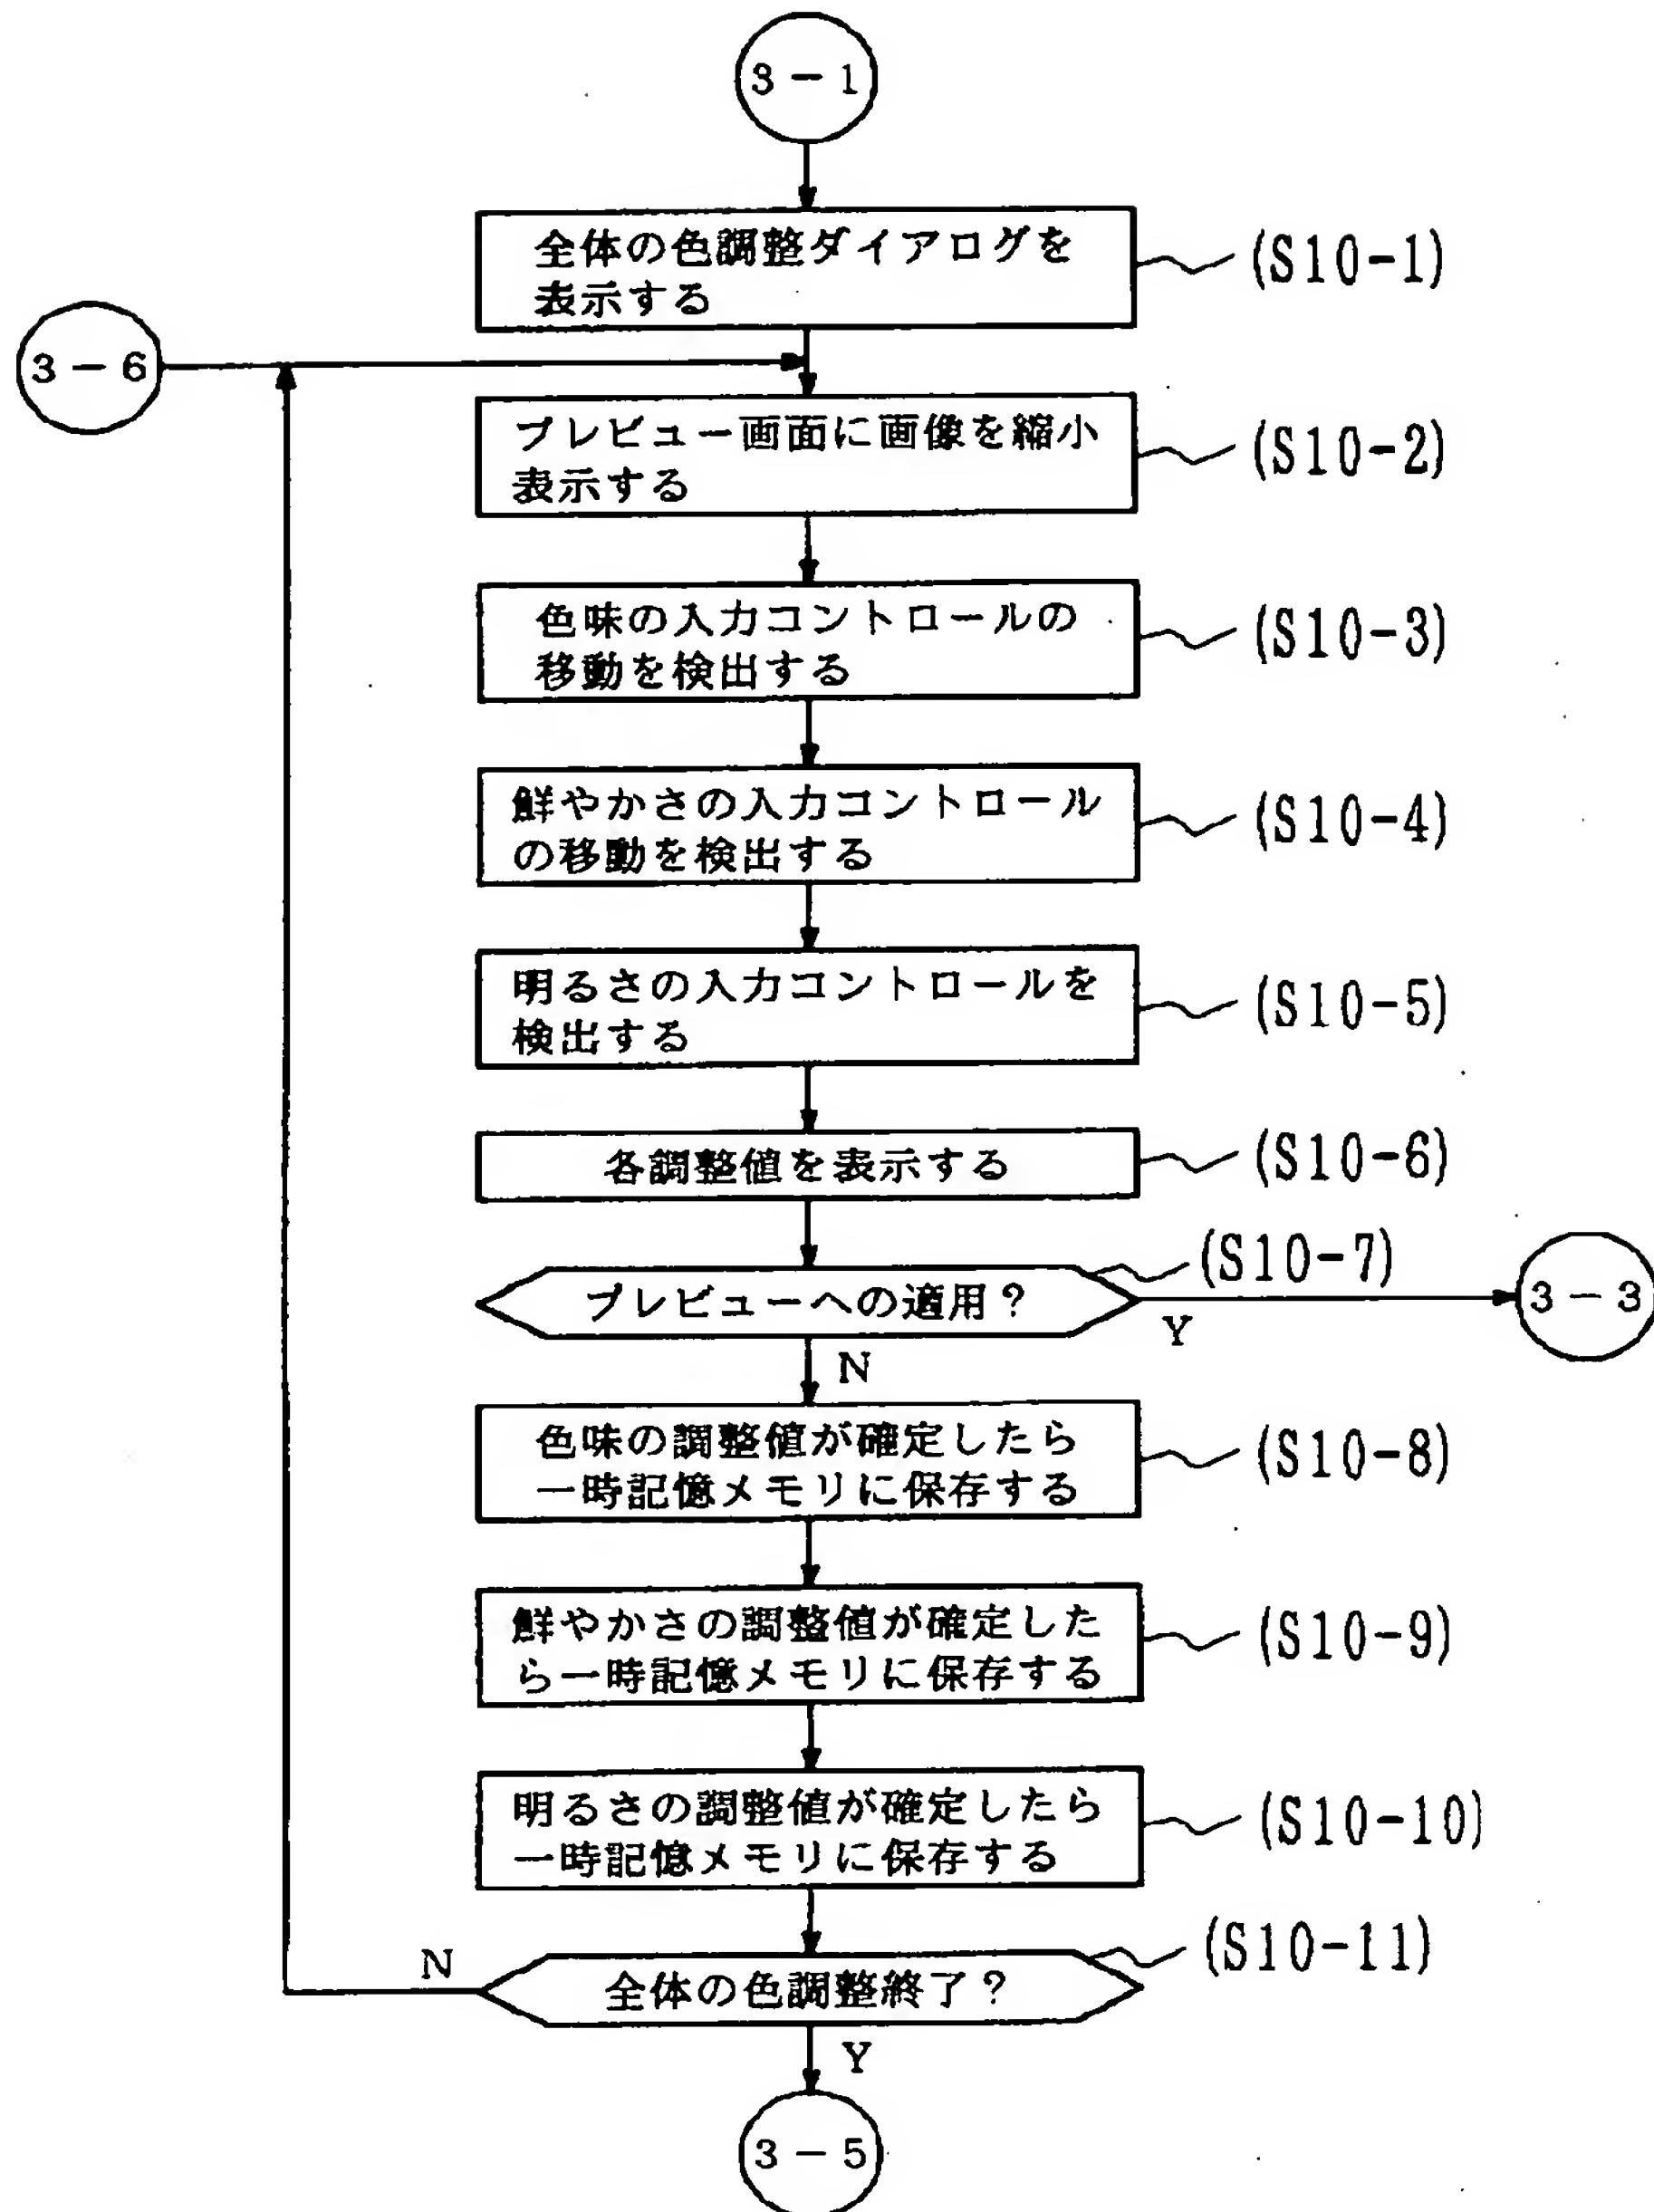 3-1
全体の色調整ダイアログを
表示する
(S10-1)
3-6
プレビュー画面に画像を縮小
表示する
(S10-2)
色味の入力コントロールの
移動を検出する
(S10-3)
鮮やかさの入力コントロール
の移動を検出する
(S10-4)
明るさの入力コントロールを
検出する
(S10-5)
各調整値を表示する
(S10-6)
(S10-7)
プレビューへの適用?
3-3
Y
N
色味の調整値が確定したら
一時記憶メモリに保存する
(S10-8)
鮮やかさの調整値が確定した
ら一時記憶メモリに保存する
(S10-9)
明るさの調整値が確定したら
一時記憶メモリに保存する
(S10-10)
(S10-11)
N
全体の色調整終了?
Y
3-5